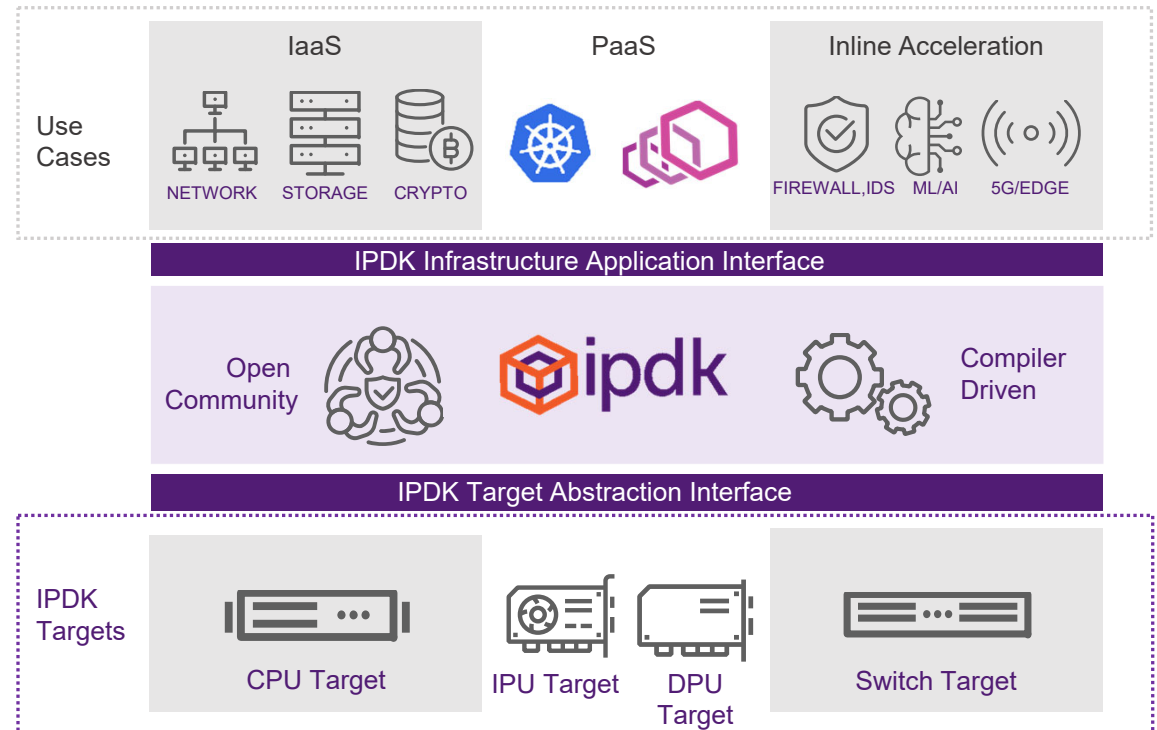 IaaS
PaaS
Inline Acceleration
Use
Cases
NETWORK
STORAGE
CRYPTO
FIREWALL,IDS
ML/AI
5G/EDGE
IPDK Infrastructure Application Interface
Open
Community
ipdk
Compiler
Driven
IPDK Target Abstraction Interface
IPDK
Targets
CPU Target
IPU Target
DPU
Target
Switch Target